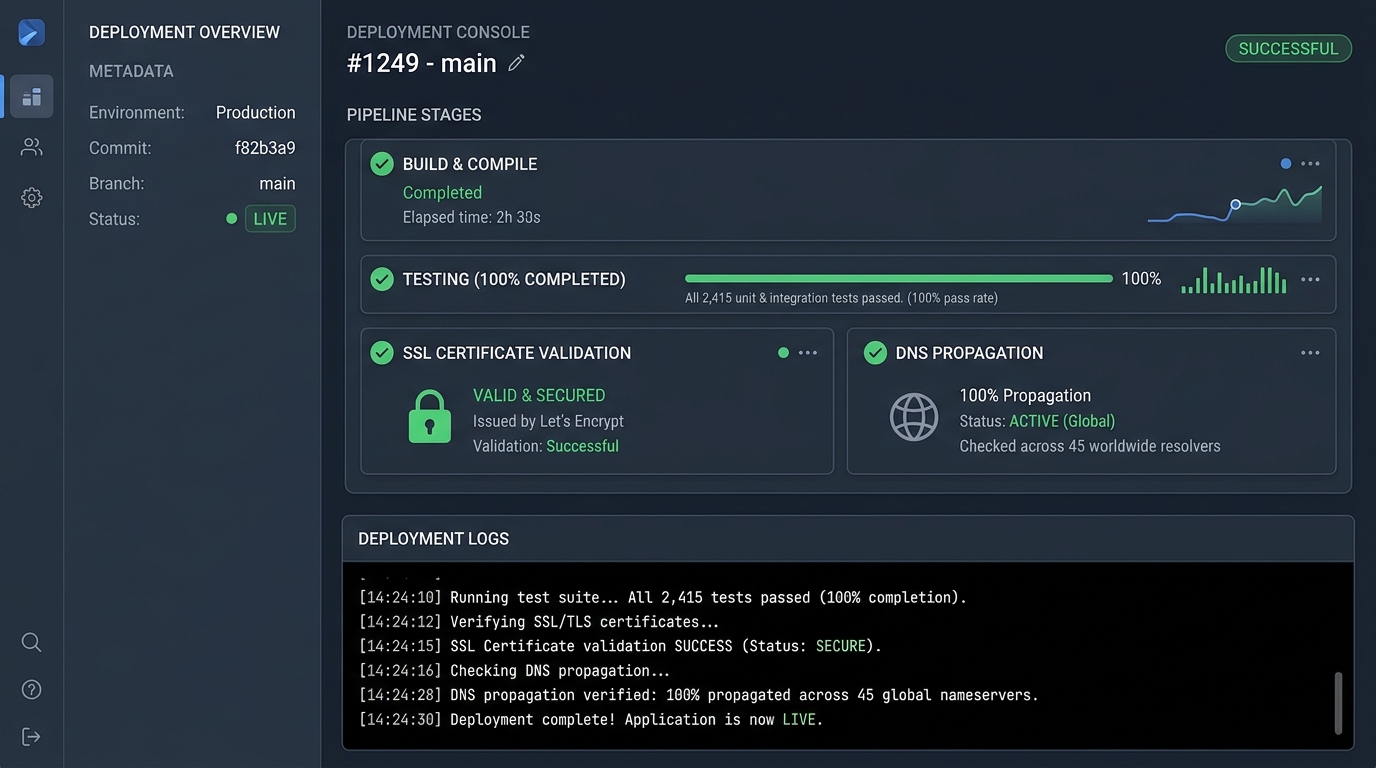 DEPLOYMENT OVERVIEW
METADATA
Environment: Production
Commit: f82b3a9
Branch: main
Status: LIVE
DEPLOYMENT CONSOLE
#1249 - main
SUCCESSFUL
PIPELINE STAGES
BUILD & COMPILE
Completed
Elapsed time: 2h 30s
TESTING (100% COMPLETED)
100%
All 2,415 unit & integration tests passed. (100% pass rate)
SSL CERTIFICATE VALIDATION
VALID & SECURED
Issued by Let's Encrypt
Validation: Successful
DNS PROPAGATION
100% Propagation
Status: ACTIVE (Global)
Checked across 45 worldwide resolvers
DEPLOYMENT LOGS
[14:24:10] Running test suite... All 2,415 tests passed (100% completion).
[14:24:12] Verifying SSL/TLS certificates...
[14:24:15] SSL Certificate validation SUCCESS (Status: SECURE).
[14:24:16] Checking DNS propagation...
[14:24:28] DNS propagation verified: 100% propagated across 45 global nameservers.
[14:24:30] Deployment complete! Application is now LIVE.